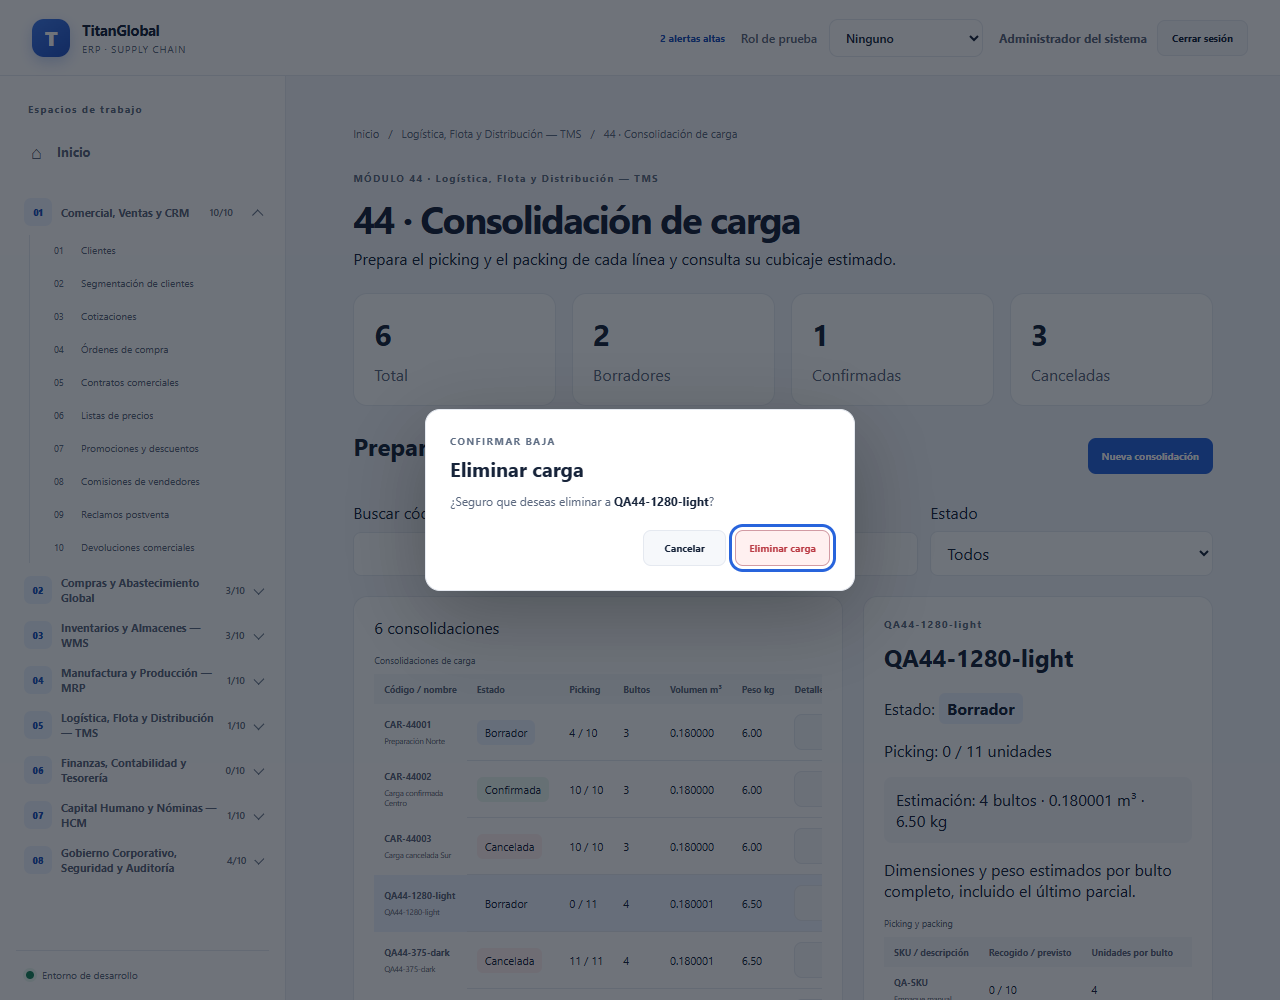 T
TitanGlobal
ERP · SUPPLY CHAIN
2 alertas altas
Rol de prueba
Ninguno
Administrador del sistema
Cerrar sesión
Espacios de trabajo
Inicio
01 Comercial, Ventas y CRM 10/10
01 Clientes
02 Segmentación de clientes
03 Cotizaciones
04 Órdenes de compra
05 Contratos comerciales
06 Listas de precios
07 Promociones y descuentos
08 Comisiones de vendedores
09 Reclamos postventa
10 Devoluciones comerciales
02 Compras y Abastecimiento Global 3/10
03 Inventarios y Almacenes — WMS 3/10
04 Manufactura y Producción — MRP 1/10
05 Logística, Flota y Distribución — TMS 1/10
06 Finanzas, Contabilidad y Tesorería 0/10
07 Capital Humano y Nóminas — HCM 1/10
08 Gobierno Corporativo, Seguridad y Auditoría 4/10
Entorno de desarrollo
Inicio / Logística, Flota y Distribución — TMS / 44 · Consolidación de carga
MÓDULO 44 · Logística, Flota y Distribución — TMS
44 · Consolidación de carga
Prepara el picking y el packing de cada línea y consulta su cubicaje estimado.
6
Total
2
Borradores
1
Confirmadas
3
Canceladas
Prepar
Nueva consolidación
Buscar có
Estado
Todos
CONFIRMAR BAJA
Eliminar carga
¿Seguro que deseas eliminar a QA44-1280-light?
Cancelar
Eliminar carga
6 consolidaciones
Consolidaciones de carga
Código / nombre Estado Picking Bultos Volumen m³ Peso kg Detalle
CAR-44001
Preparación Norte
Borrador 4 / 10 3 0.180000 6.00
CAR-44002
Carga confirmada
Centro
Confirmada 10 / 10 3 0.180000 6.00
CAR-44003
Carga cancelada Sur
Cancelada 10 / 10 3 0.180000 6.00
QA44-1280-light
QA44-1280-light
Borrador 0 / 11 4 0.180001 6.50
QA44-375-dark
QA44-375-dark
Cancelada 11 / 11 4 0.180001 6.50
QA44-1280-light
QA44-1280-light
Estado: Borrador
Picking: 0 / 11 unidades
Estimación: 4 bultos · 0.180001 m³ ·
6.50 kg
Dimensiones y peso estimados por bulto
completo, incluido el último parcial.
Picking y packing
SKU / descripción Recogido / previsto Unidades por bulto
QA-SKU
Empaque manual
0 / 10 4